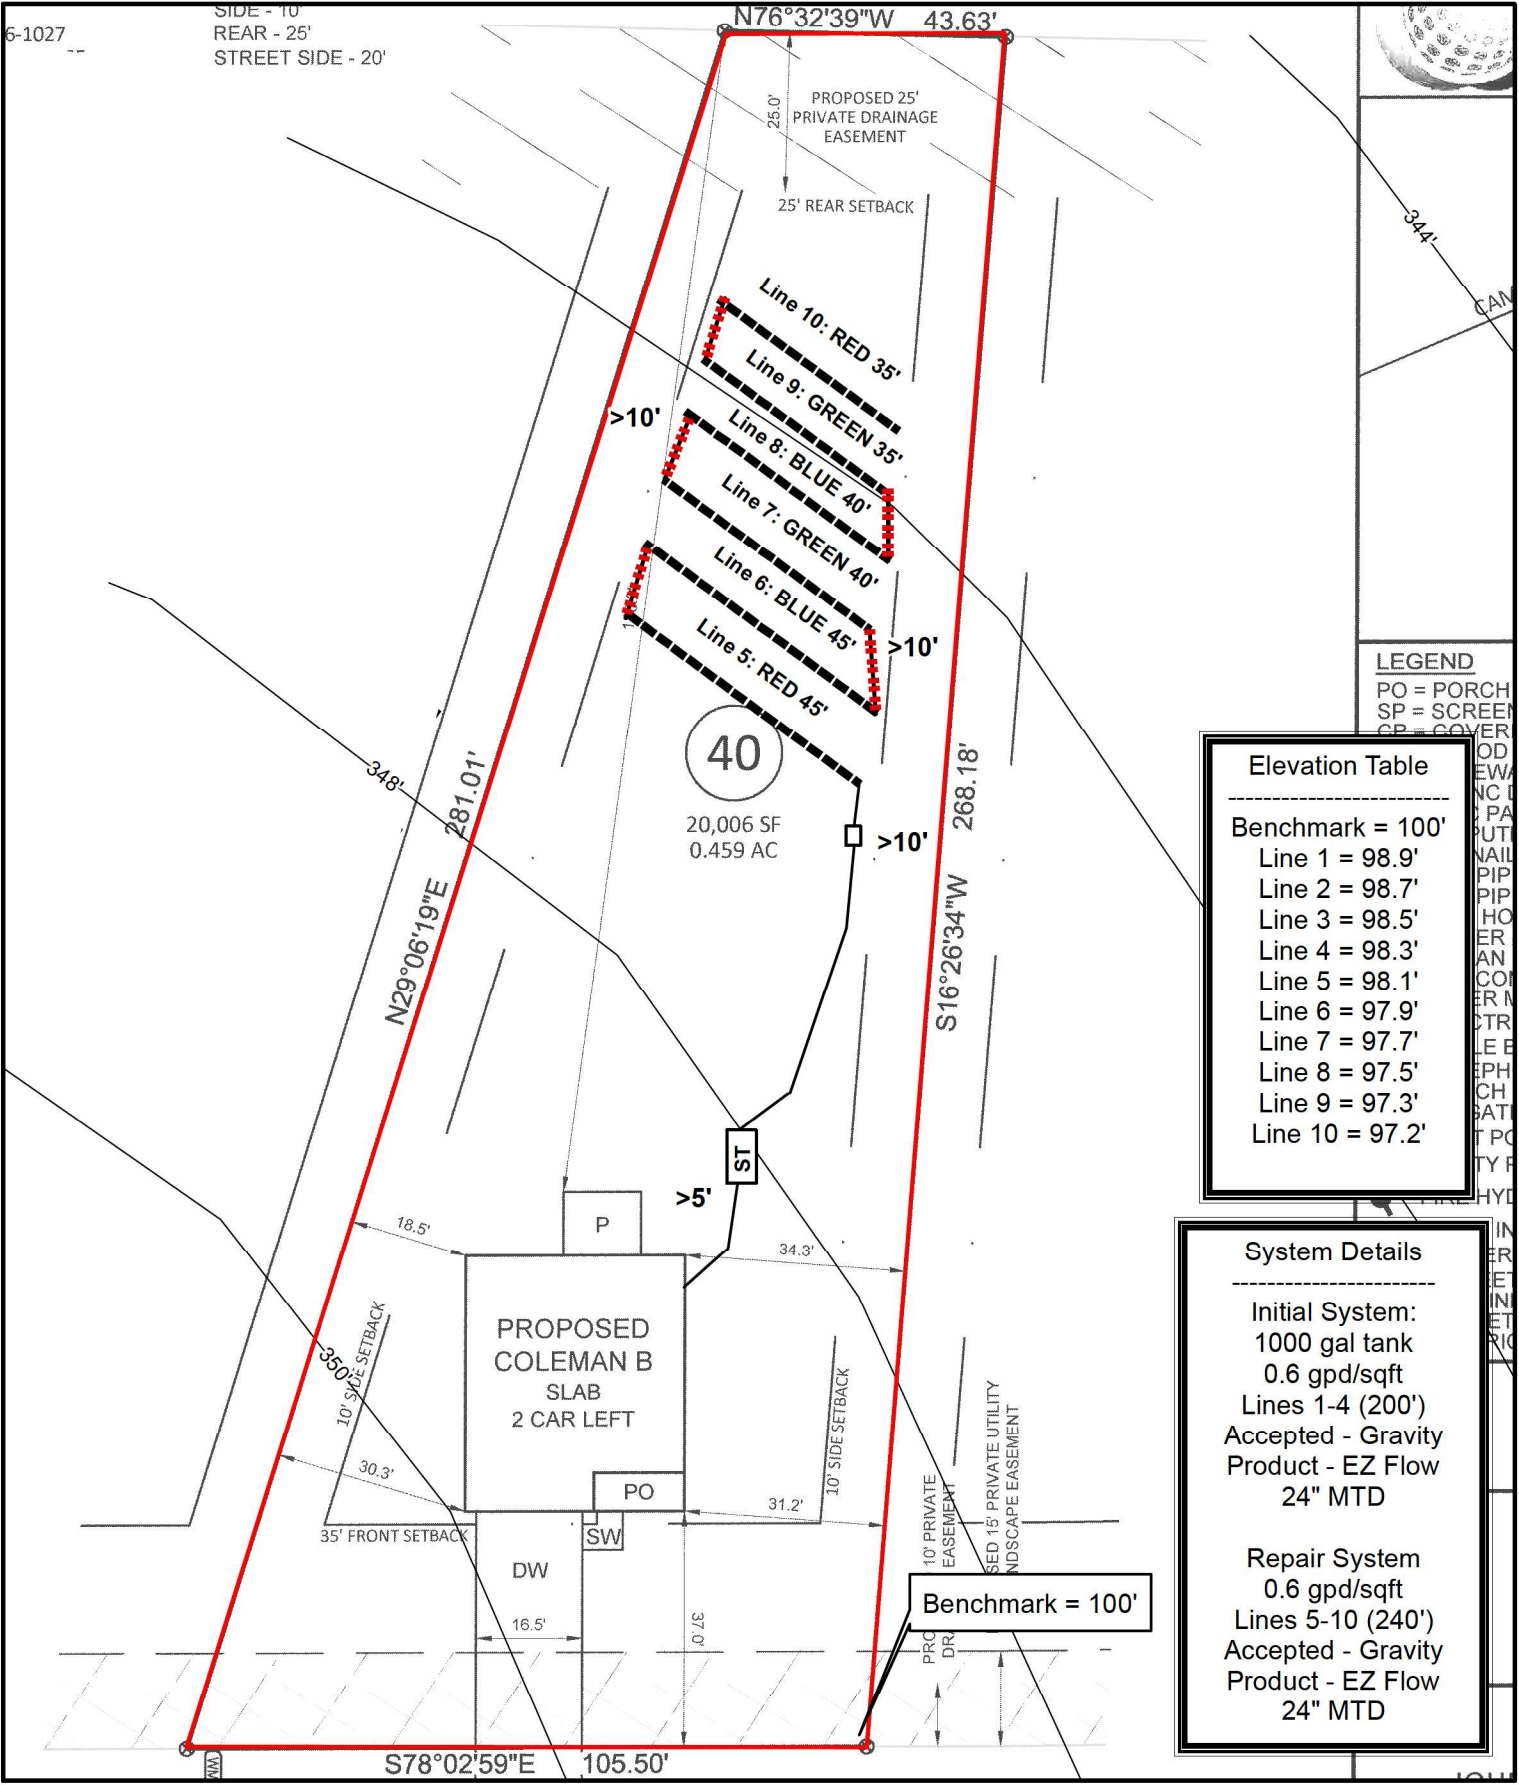 SIDE - 10'
6-1027
REAR - 25'
STREET SIDE - 20'
N76°32'39"W 43.63'
25.0'
PROPOSED 25'
PRIVATE DRAINAGE
EASEMENT
25' REAR SETBACK
344'
CAM
Line 10: RED 35'
Line 9: GREEN 35'
>10'
Line 8: BLUE 40'
Line 7: GREEN 40'
Line 6: BLUE 45'
>10'
Line 5: RED 45'
40
20,006 SF
0.459 AC
>10'
348'
281.01'
N29°06'19"E
268.18'
S16°26'34"W
LEGEND
PO = PORCH
SP = SCREEN
CP = COVER
Elevation Table
Benchmark = 100'
Line 1 = 98.9'
Line 2 = 98.7'
Line 3 = 98.5'
Line 4 = 98.3'
Line 5 = 98.1'
Line 6 = 97.9'
Line 7 = 97.7'
Line 8 = 97.5'
Line 9 = 97.3'
Line 10 = 97.2'
ST
>5'
P
18.5'
34.3'
PROPOSED
COLEMAN B
SLAB
2 CAR LEFT
350'
10' SIDE SETBACK
10' SIDE SETBACK
30.3'
PO
31.2'
35' FRONT SETBACK
SW
DW
16.5'
37.0'
10' PRIVATE
EASEMENT
SED 15' PRIVATE UTILITY
NDSCAPE EASEMENT
Benchmark = 100'
System Details
Initial System:
1000 gal tank
0.6 gpd/sqft
Lines 1-4 (200')
Accepted - Gravity
Product - EZ Flow
24" MTD
Repair System
0.6 gpd/sqft
Lines 5-10 (240')
Accepted - Gravity
Product - EZ Flow
24" MTD
WM
S78°02'59"E 105.50'